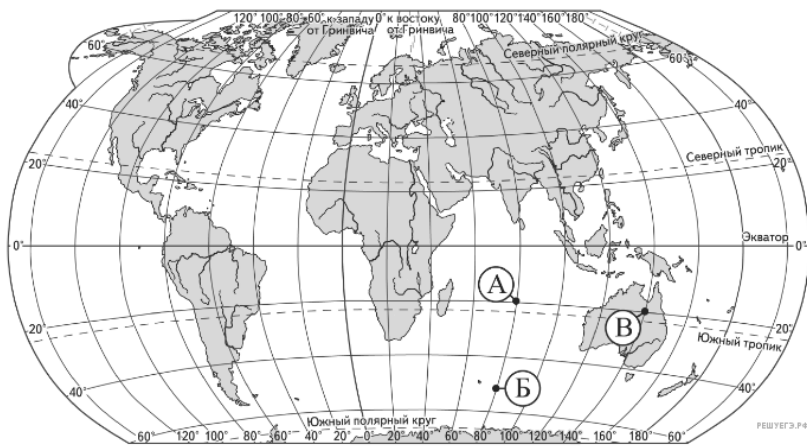 120° 100° 80° 60° к западу от Гринвича
0° к востоку от Гринвича
80° 100° 120° 140° 160° 180°
Северный полярный круг
60° 60°
40° 40°
Северный тропик
20° 20°
Экватор
0° 0°
А
В
Б
20° 20°
Южный тропик
40° 40°
Южный полярный круг
60° 180° 160° 140° 120° 100° 80° 60° 40° 20° 0° 20° 40° 60° 80° 100° 120° 140° 160° 180° 60°
РЕШУЕГЭ.РФ